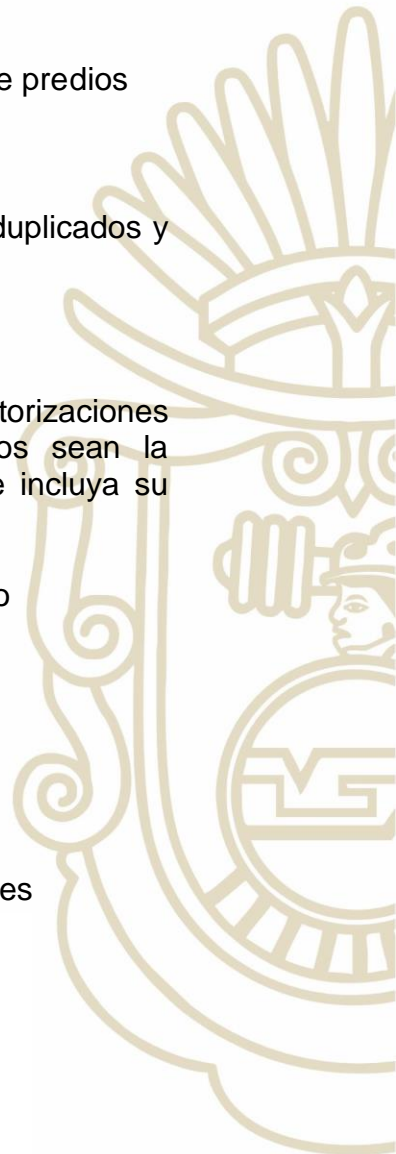 e predios
duplicados y
torizaciones
os sean la
e incluya su
o
es